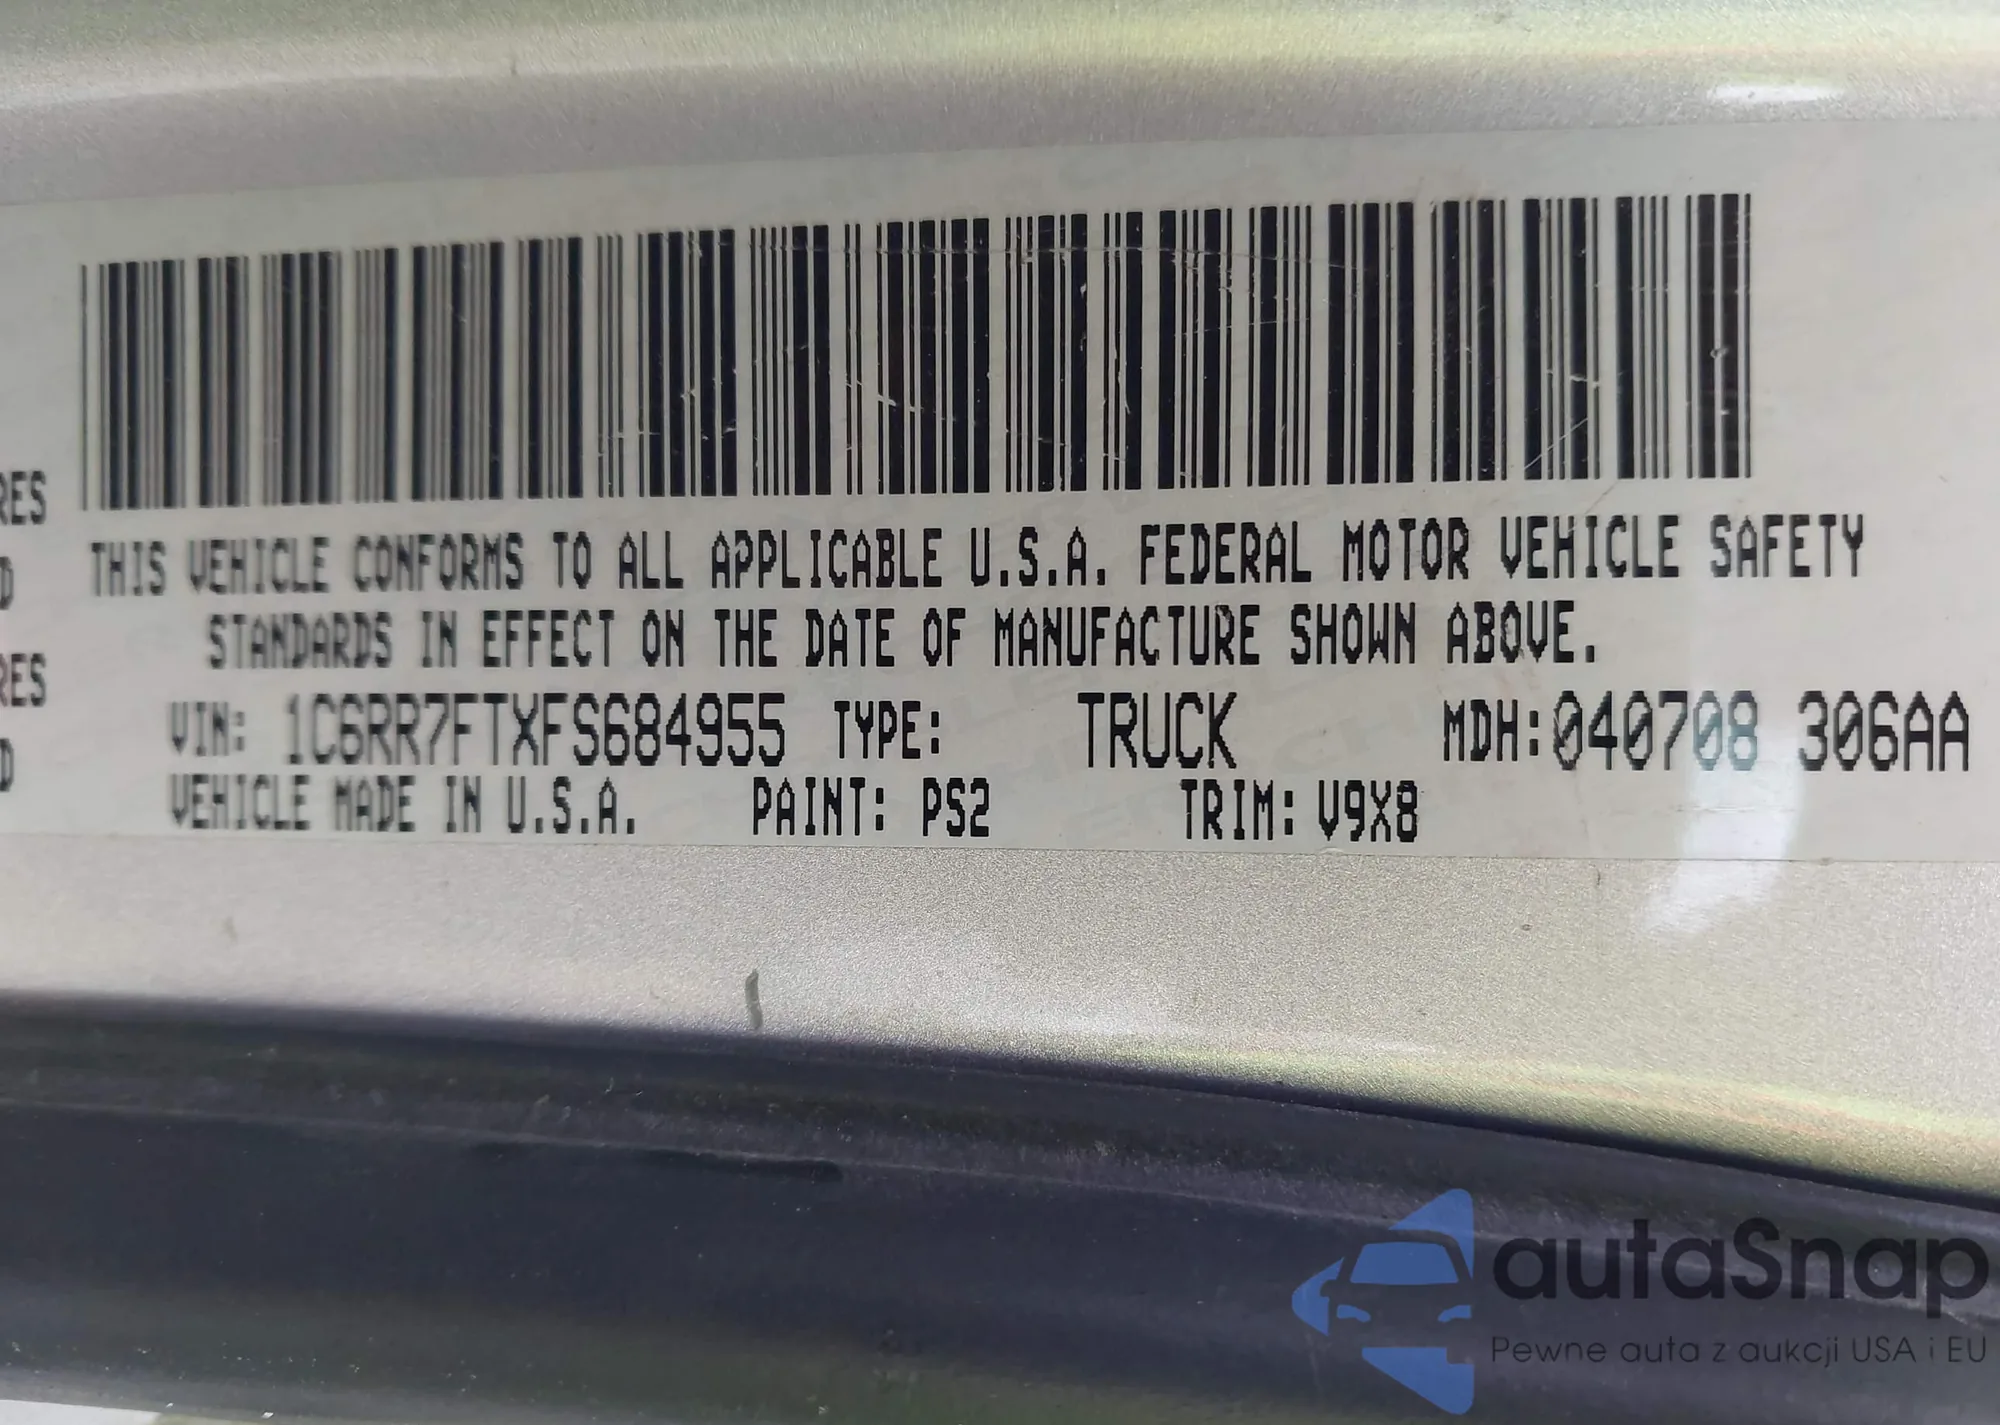 RES
D
RES
D
THIS VEHICLE CONFORMS TO ALL APPLICABLE U.S.A. FEDERAL MOTOR VEHICLE SAFETY
STANDARDS IN EFFECT ON THE DATE OF MANUFACTURE SHOWN ABOVE.
VIN: 1C6RR7FTXFS684955 TYPE: TRUCK MDH: 040708 306AA
VEHICLE MADE IN U.S.A. PAINT: PS2 TRIM: V9X8
autaSnap
Pewne auta z aukcji USA i EU